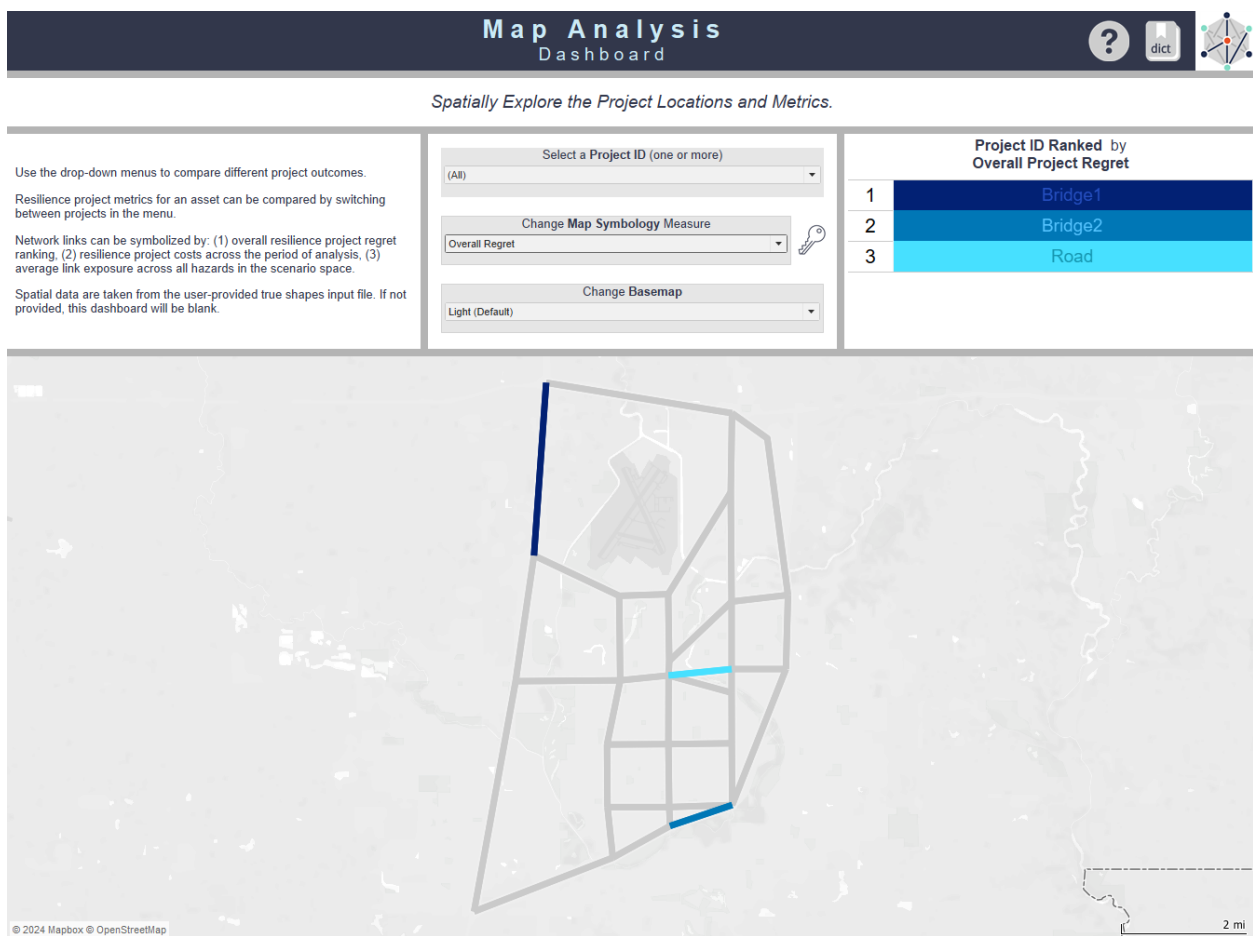 Map Analysis
Dashboard
?
dict
Spatially Explore the Project Locations and Metrics.
Use the drop-down menus to compare different project outcomes.
Resilience project metrics for an asset can be compared by switching
between projects in the menu.
Network links can be symbolized by: (1) overall resilience project regret
ranking, (2) resilience project costs across the period of analysis, (3)
average link exposure across all hazards in the scenario space.
Spatial data are taken from the user-provided true shapes input file. If not
provided, this dashboard will be blank.
Select a Project ID (one or more)
(All)
Change Map Symbology Measure
Overall Regret
Change Basemap
Light (Default)
Project ID Ranked by
Overall Project Regret
1 Bridge1
2 Bridge2
3 Road
© 2024 Mapbox © OpenStreetMap
2 mi